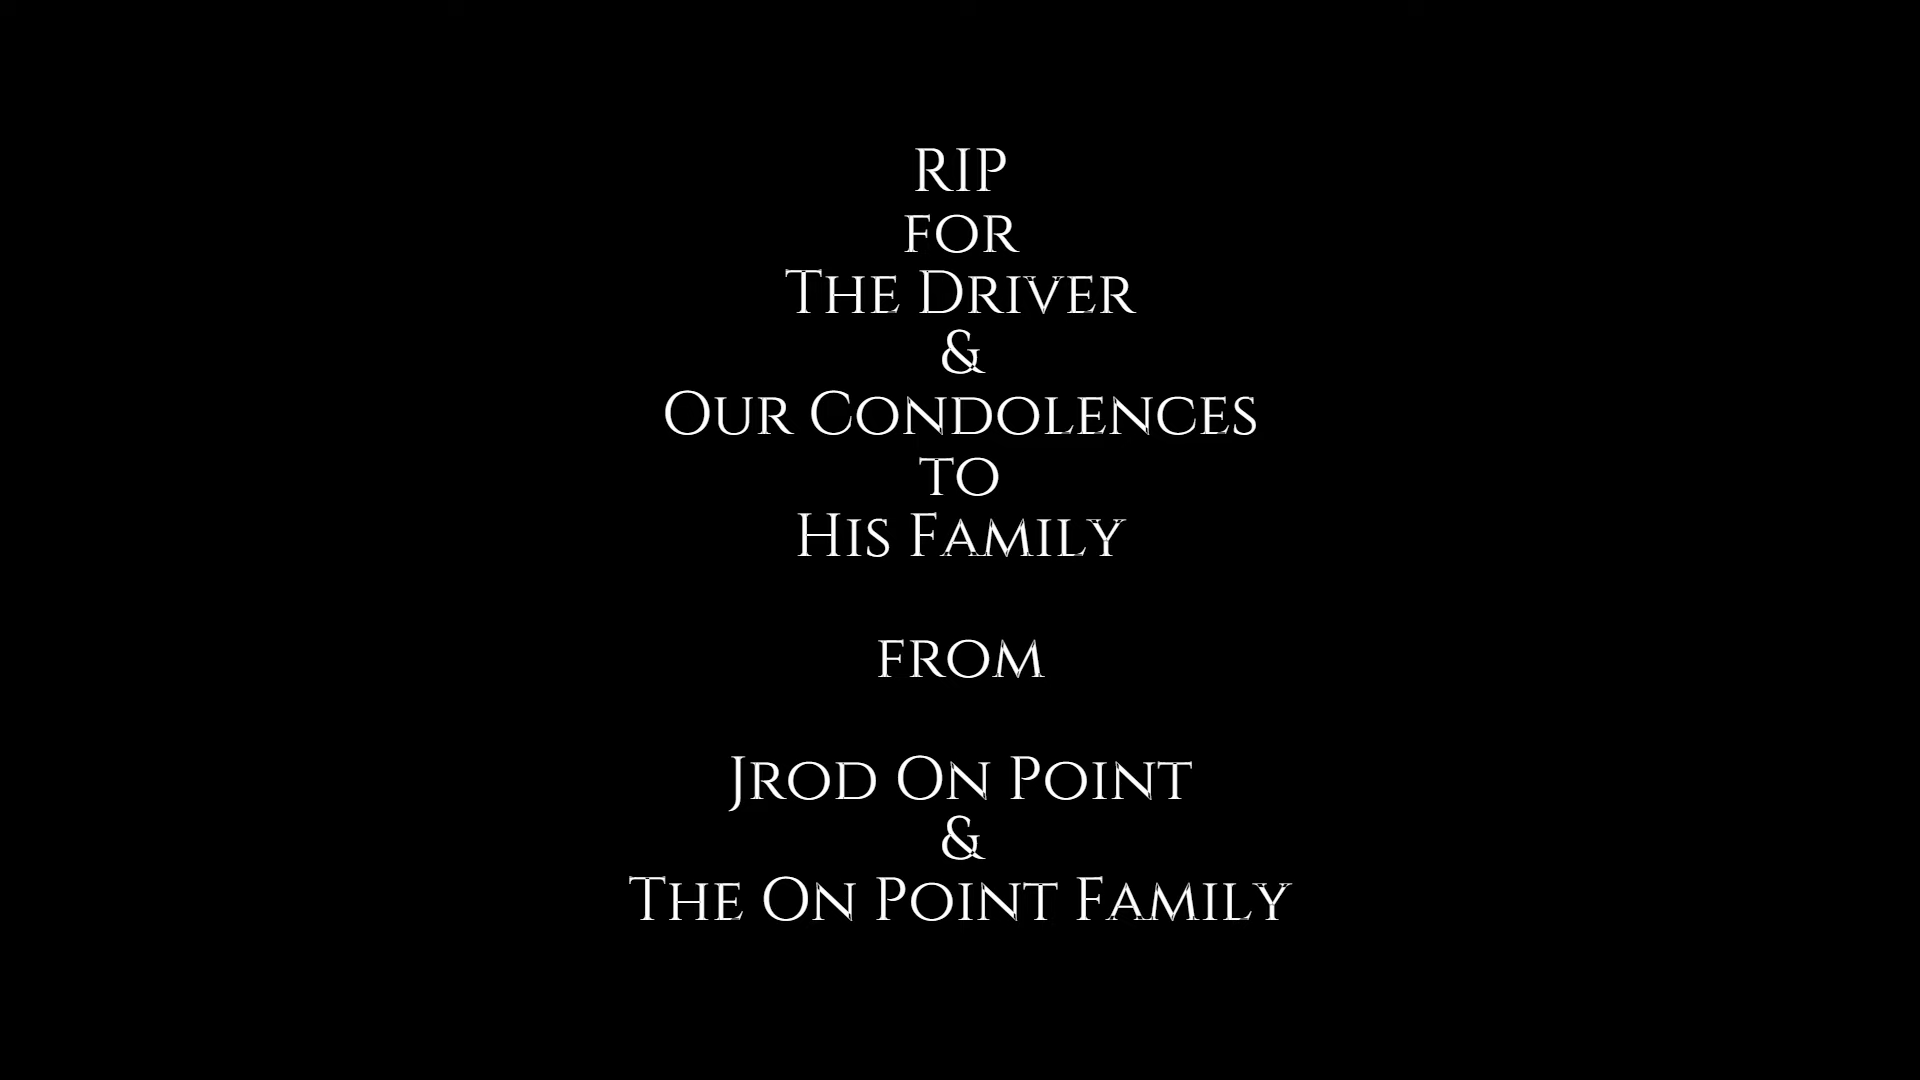 RIP
for
The Driver
&
Our Condolences
to
His Family
from
Jrod On Point
&
The On Point Family